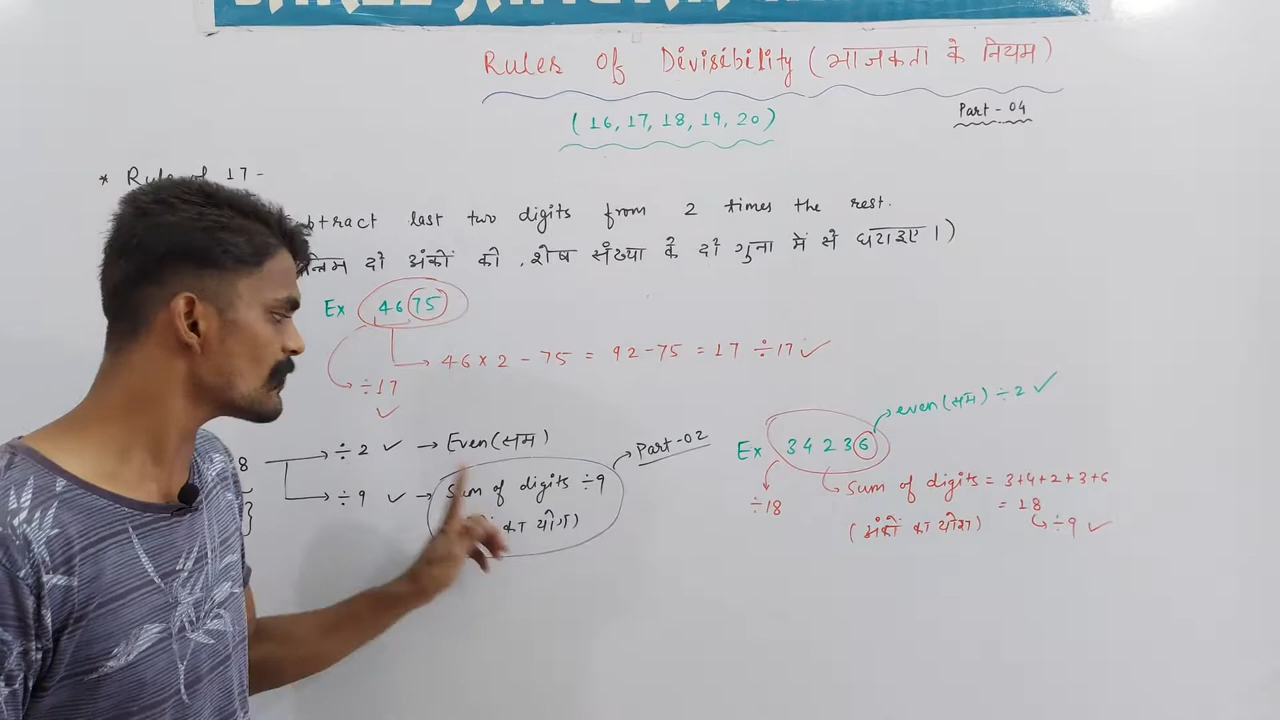 Rules Of Divisibility (भाजकता के नियम)
(16, 17, 18, 19, 20)
Part - 04
* Rule of 17 -
last two digits from 2 times the rest.
दो अंकों को, शेष संख्या के दो गुना में से घटाइए।)
Ex 4675
46 x 2 - 75 = 92 - 75 = 17 ÷17 ✓
÷17
✓
8 → ÷2 ✓ → Even (सम)
÷9 ✓ → Sum of digits ÷9
का योग)
Part-02
Ex 34236
even (सम) ÷2 ✓
÷18
Sum of digits = 3+4+2+3+6
= 18
(अंकों का योग)
÷9 ✓